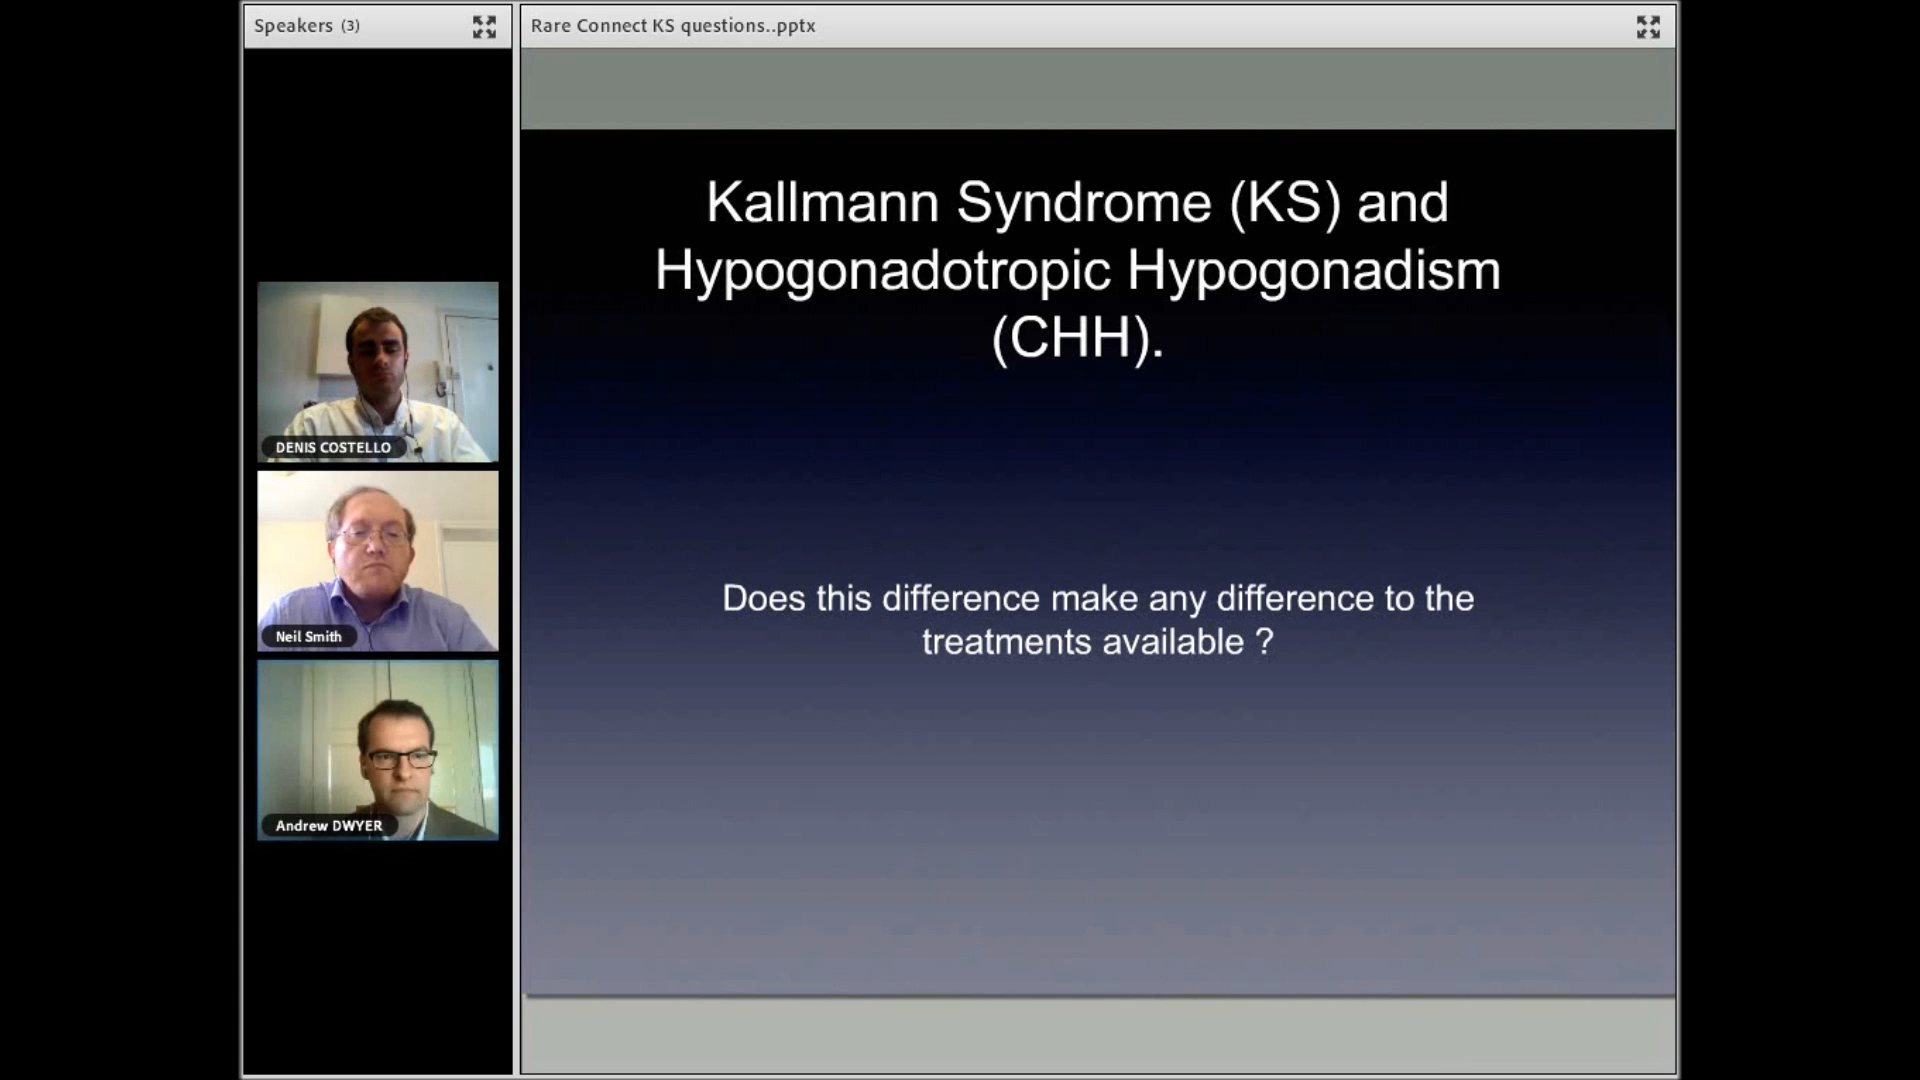 Speakers (3)
Rare Connect KS questions..pptx
Kallmann Syndrome (KS) and
Hypogonadotropic Hypogonadism
(CHH).
Does this difference make any difference to the
treatments available ?
DENIS COSTELLO
Neil Smith
Andrew DWYER